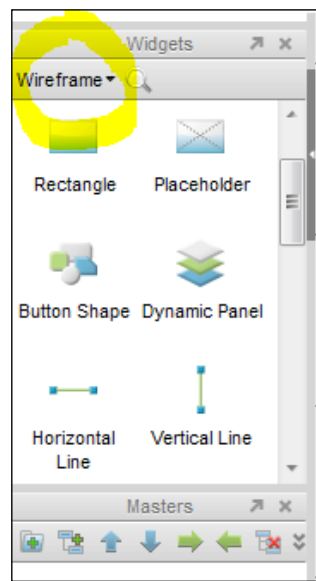 Widgets
Wireframe
Rectangle Placeholder
Button Shape Dynamic Panel
Horizontal Line Vertical Line
Masters